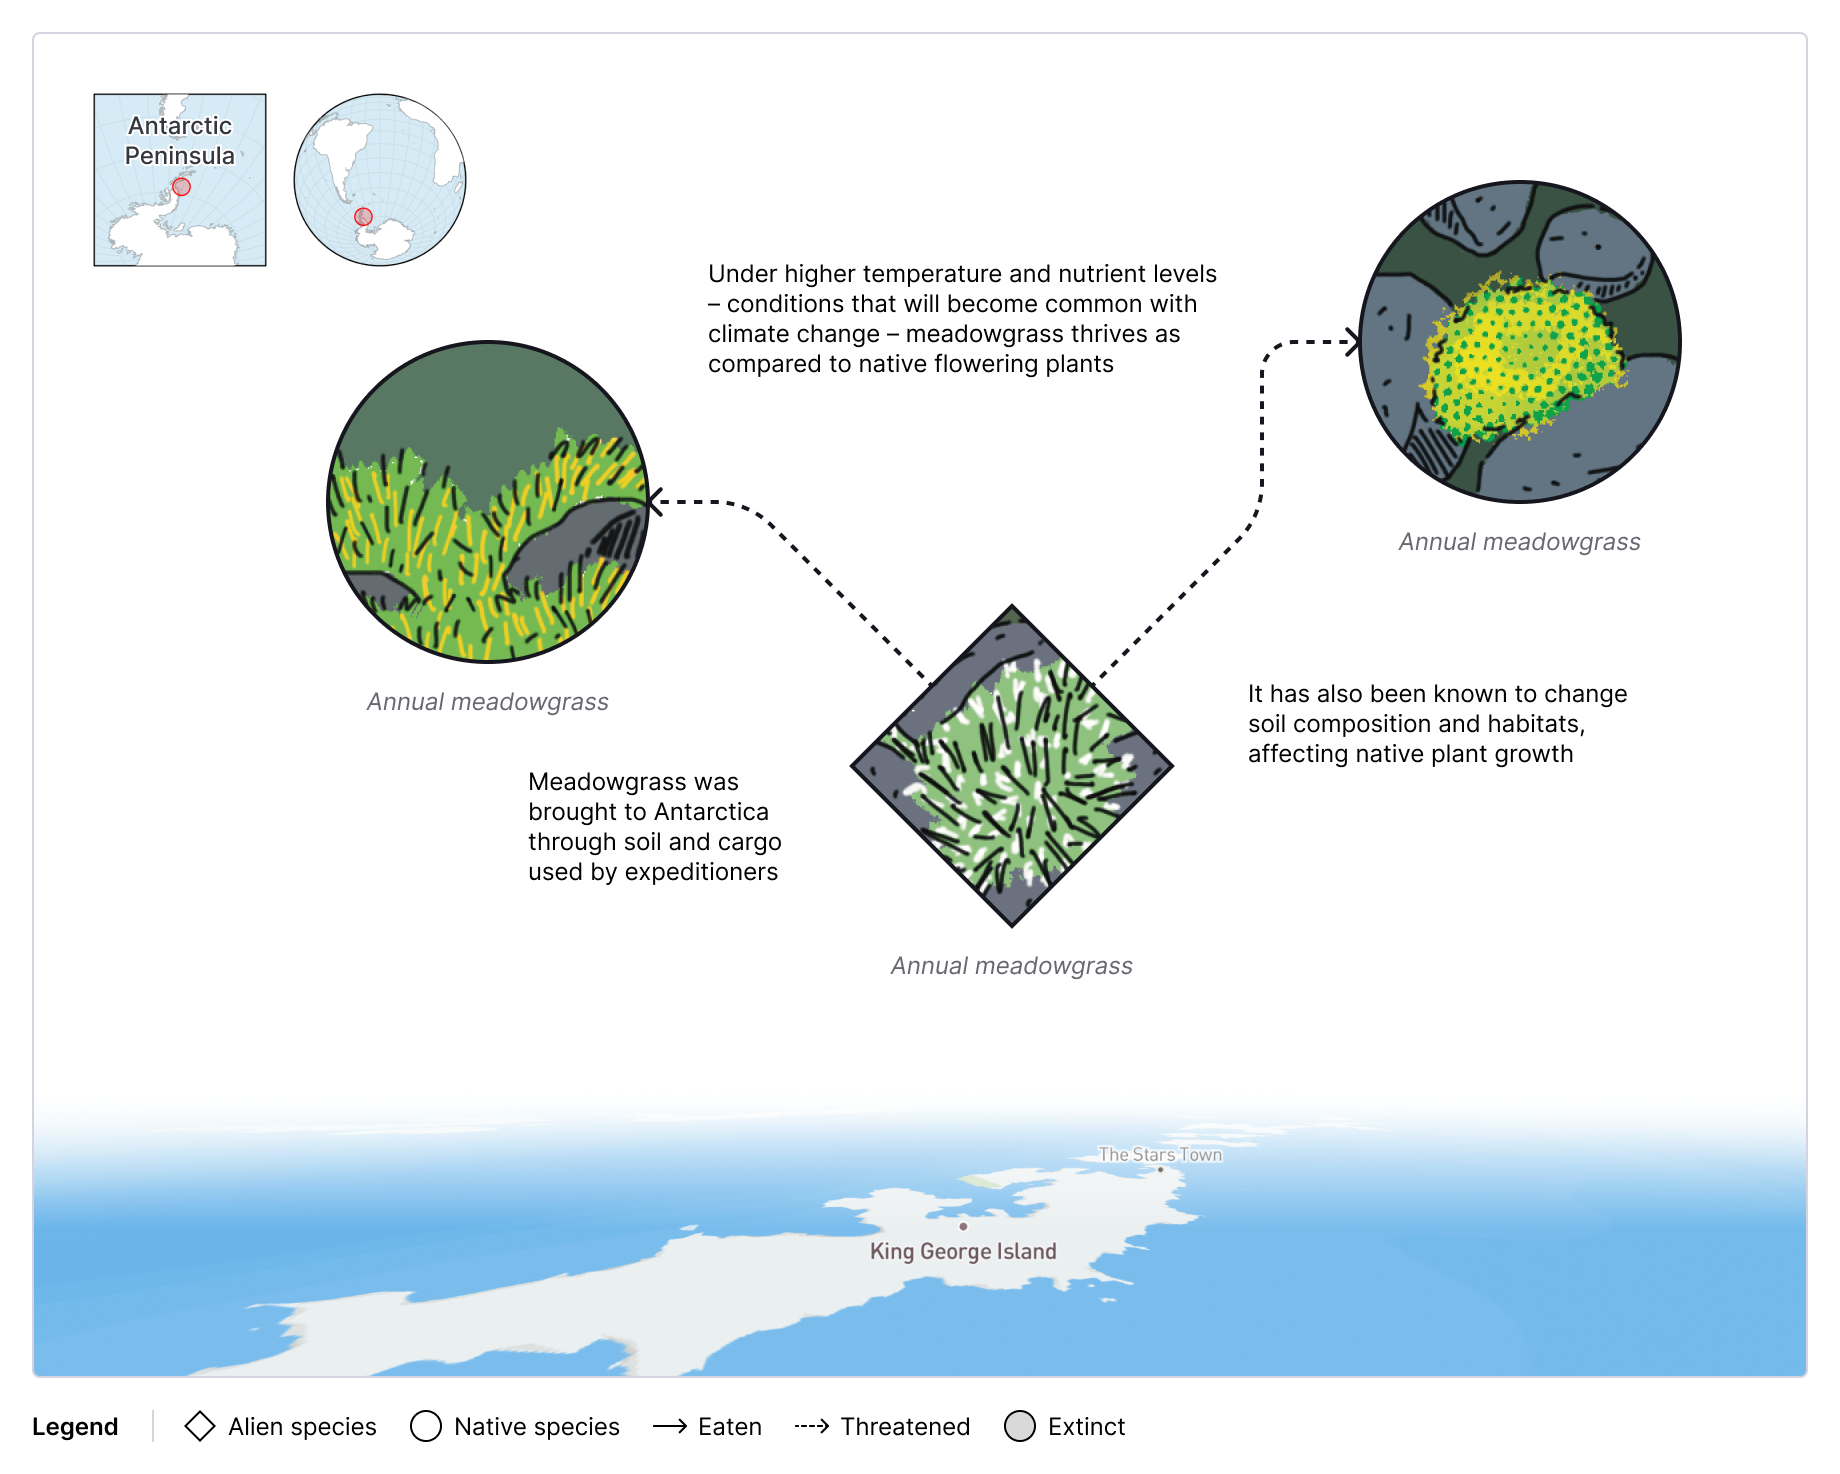 Antarctic
Peninsula
Under higher temperature and nutrient levels
– conditions that will become common with
climate change – meadowgrass thrives as
compared to native flowering plants
Annual meadowgrass
Annual meadowgrass
It has also been known to change
soil composition and habitats,
affecting native plant growth
Meadowgrass was
brought to Antarctica
through soil and cargo
used by expeditioners
Annual meadowgrass
The Stars Town
King George Island
Legend
Alien species
Native species
Eaten
Threatened
Extinct